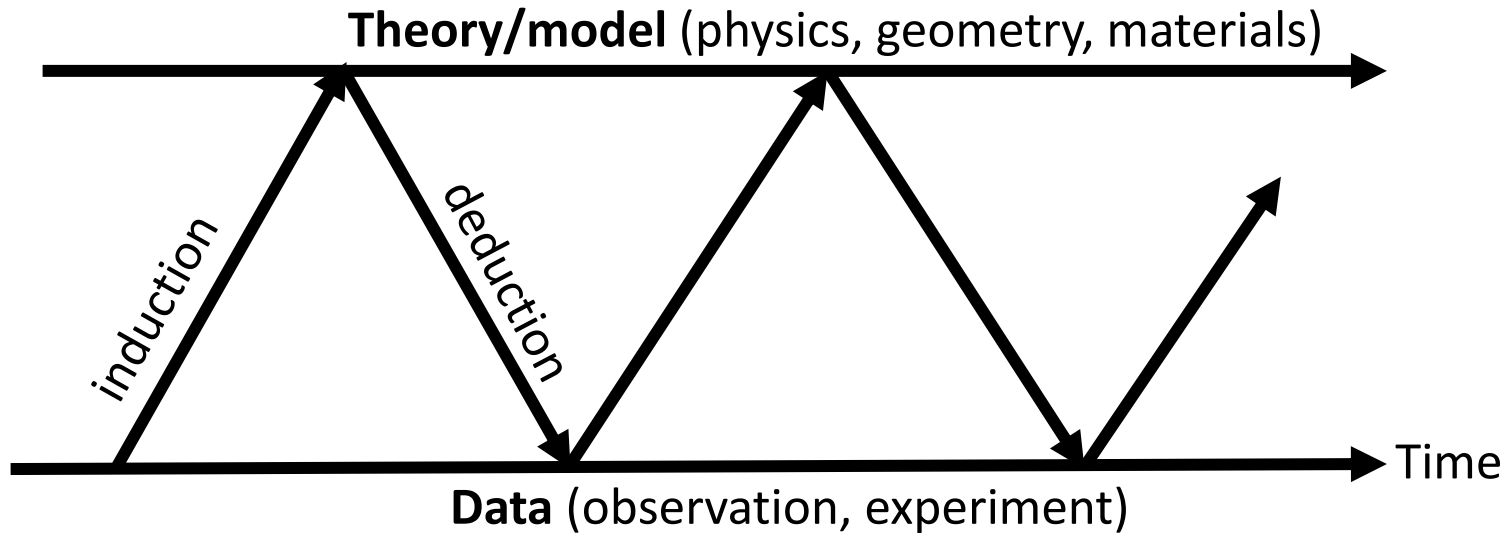 Theory/model (physics, geometry, materials)
induction
deduction
Time
Data (observation, experiment)